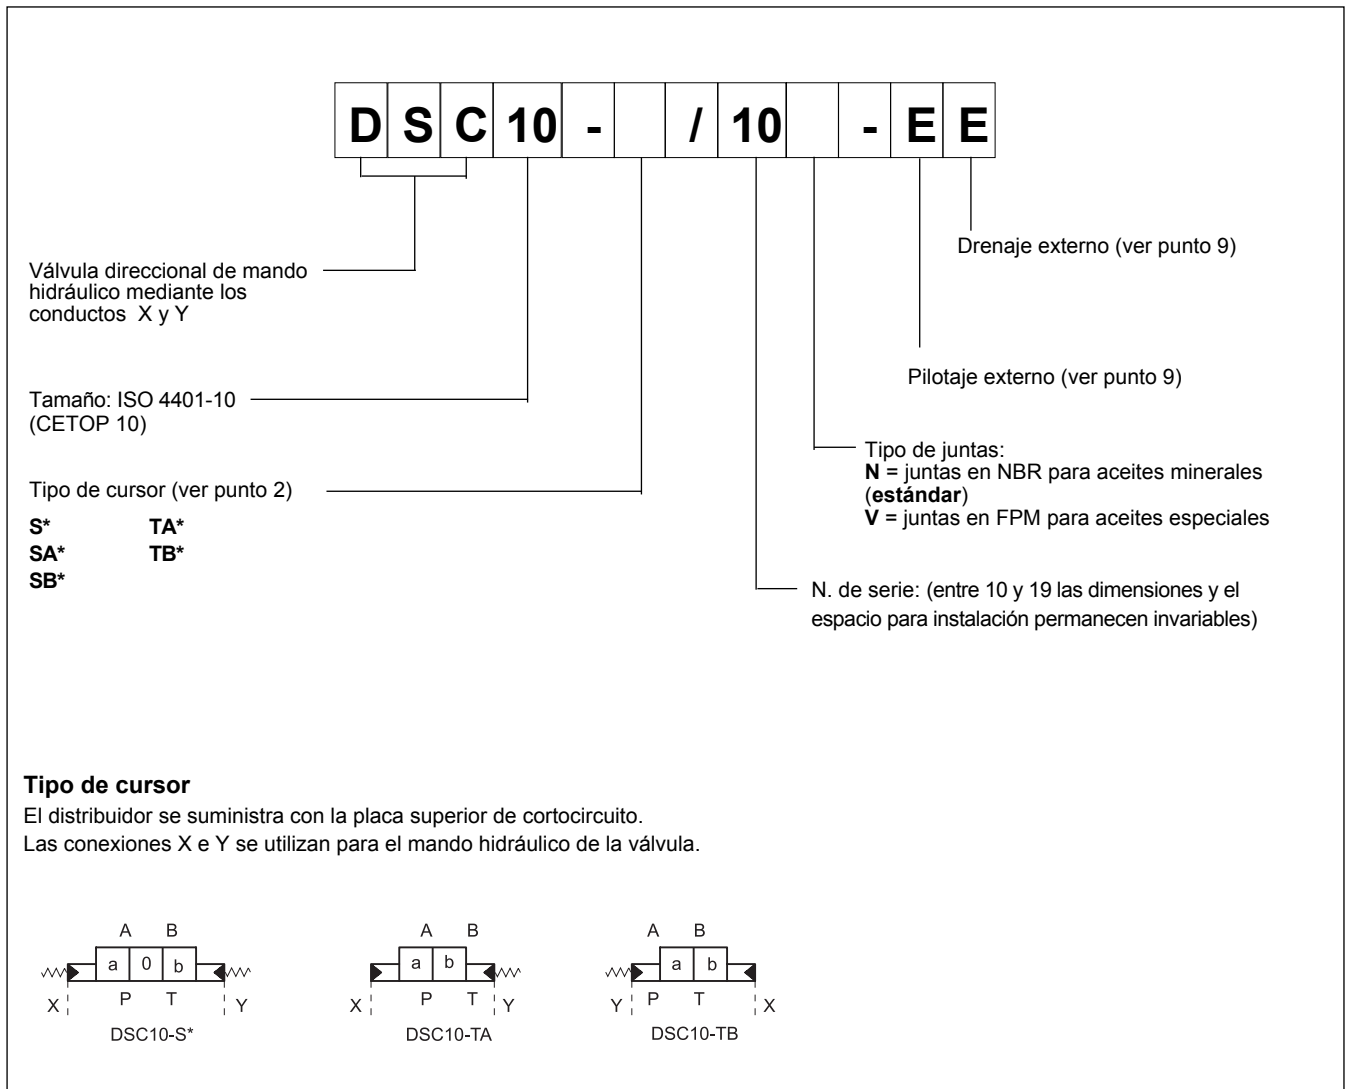 D S C 10 - / 10 - E E
Drenaje externo (ver punto 9)
Válvula direccional de mando
hidráulico mediante los
conductos X y Y
Pilotaje externo (ver punto 9)
Tamaño: ISO 4401-10
(CETOP 10)
Tipo de juntas:
N = juntas en NBR para aceites minerales
(estándar)
V = juntas en FPM para aceites especiales
Tipo de cursor (ver punto 2)
S* TA*
SA* TB*
SB*
N. de serie: (entre 10 y 19 las dimensiones y el
espacio para instalación permanecen invariables)
Tipo de cursor
El distribuidor se suministra con la placa superior de cortocircuito.
Las conexiones X e Y se utilizan para el mando hidráulico de la válvula.
A B
a 0 b
X P T Y
DSC10-S*
A B
a b
X P T Y
DSC10-TA
A B
a b
Y P T X
DSC10-TB